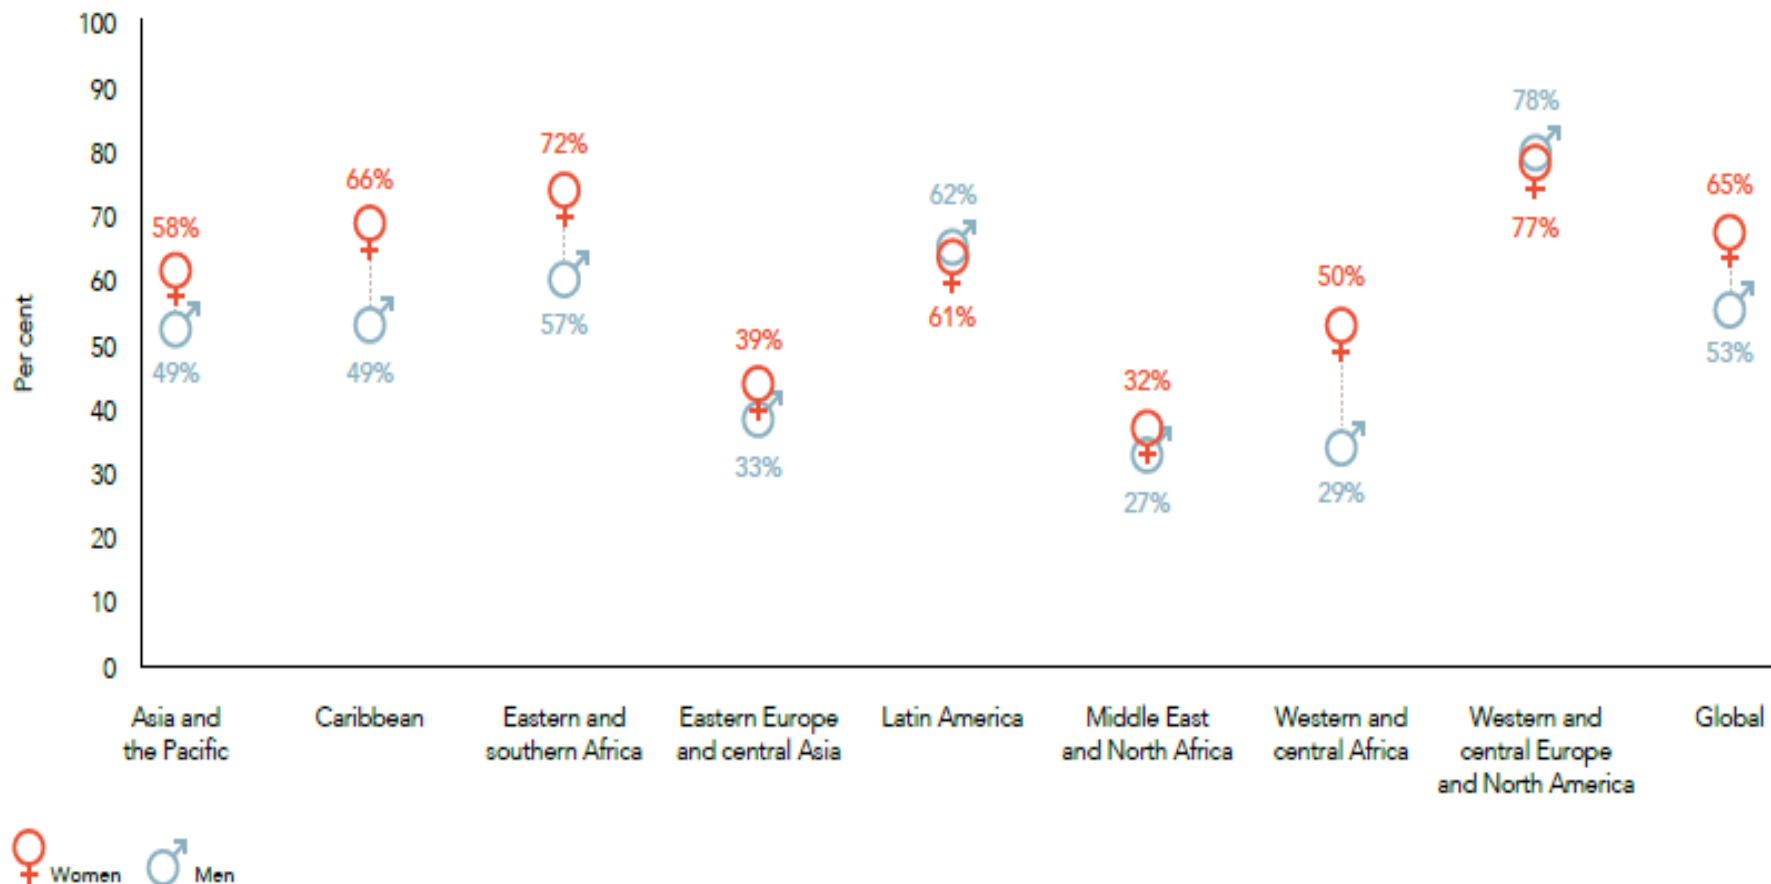 100
90
80
70
60
50
40
30
20
10
0
Per cent
58%
49%
66%
49%
72%
57%
39%
33%
62%
61%
32%
27%
50%
29%
78%
77%
65%
53%
Asia and
the Pacific
Caribbean
Eastern and
southern Africa
Eastern Europe
and central Asia
Latin America
Middle East
and North Africa
Western and
central Africa
Western and
central Europe
and North America
Global
Women
Men